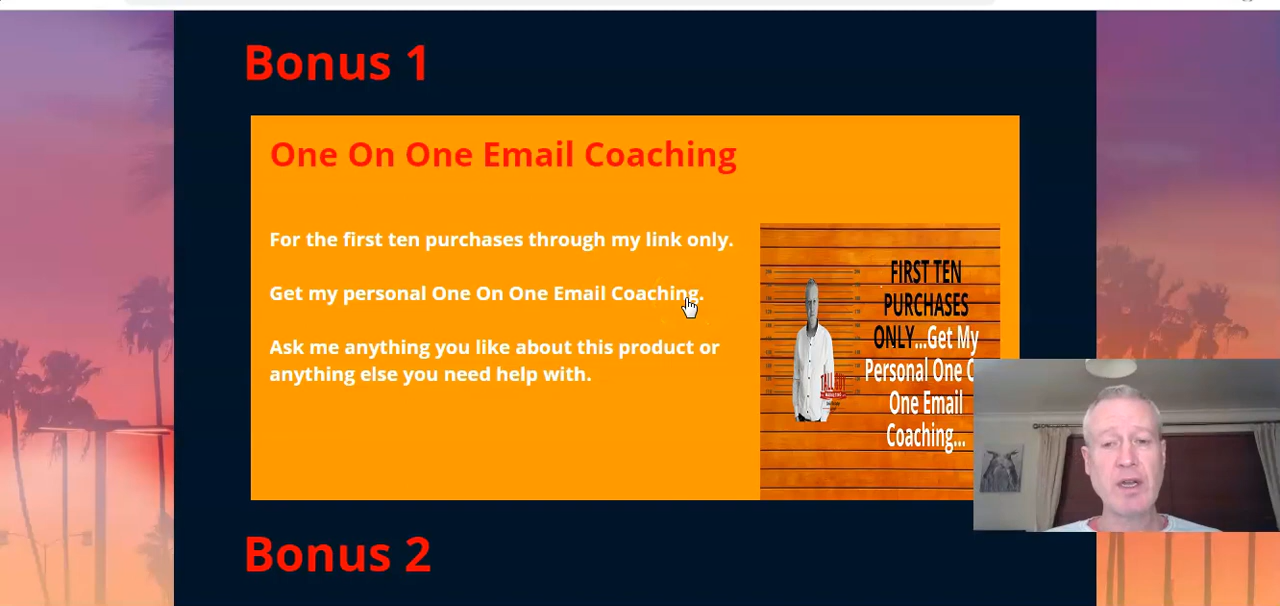 Bonus 1
One On One Email Coaching
For the first ten purchases through my link only.
Get my personal One On One Email Coaching.
Ask me anything you like about this product or
anything else you need help with.
FIRST TEN
PURCHASES
ONLY...Get My
Personal One
One Email
Coaching...
TALL GUY
Bonus 2